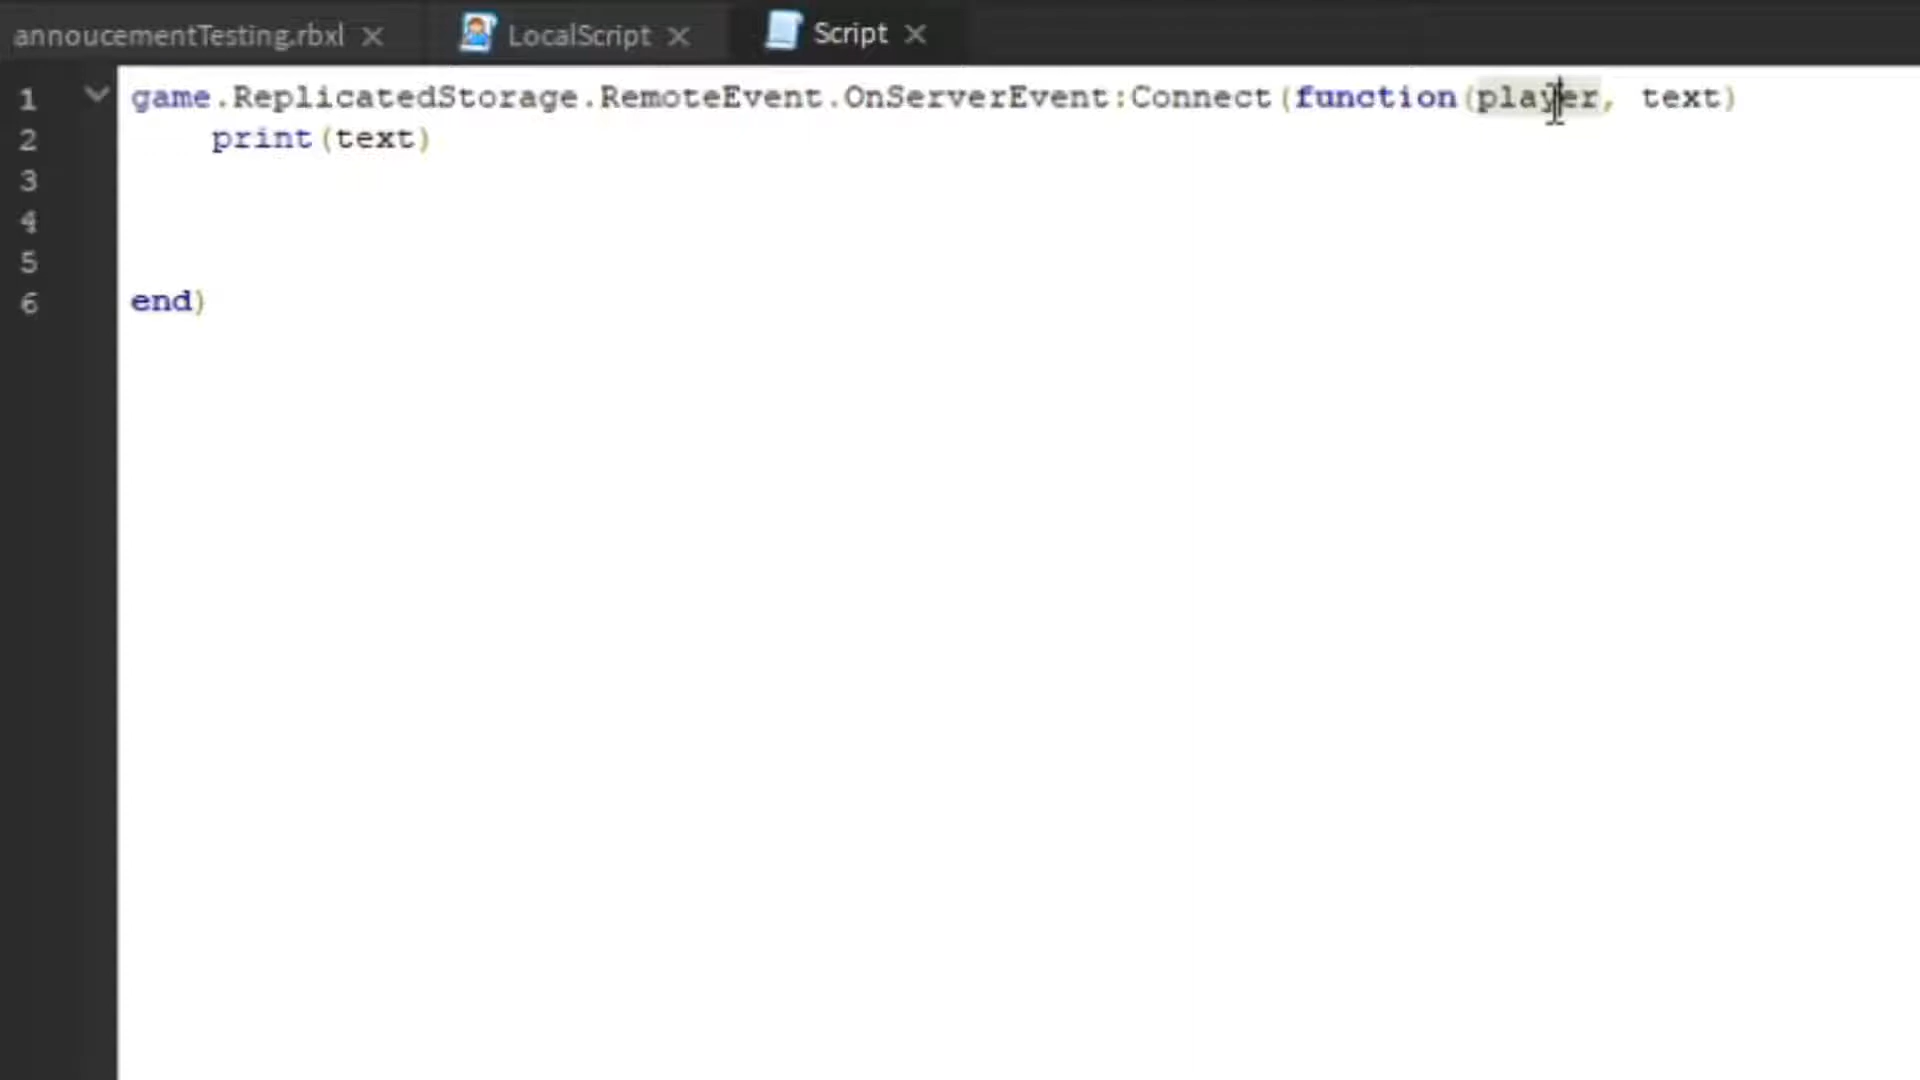 annoucementTesting.rbxl LocalScript Script
1 game.ReplicatedStorage.RemoteEvent.OnServerEvent:Connect(function(player, text)
2 print(text)
3
4
5
6 end)